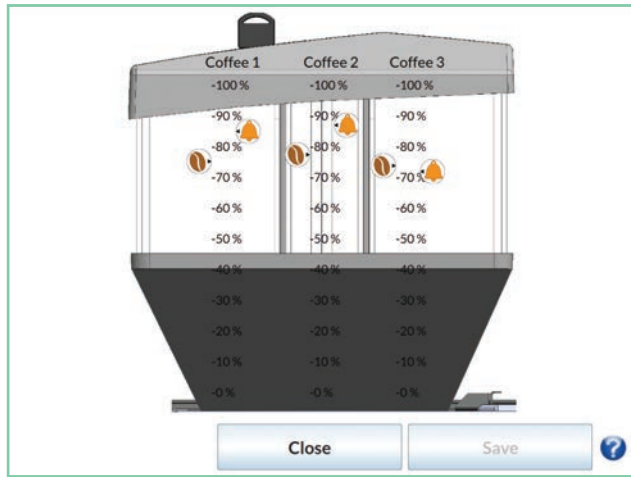 Coffee 1 Coffee 2 Coffee 3
-100 % -100 % -100 %
-90 % -90 % -90 %
-80 % -80 % -80 %
-70 % -70 % -70 %
-60 % -60 % -60 %
-50 % -50 % -50 %
-40 % -40 % -40 %
-30 % -30 % -30 %
-20 % -20 % -20 %
-10 % -10 % -10 %
-0 % -0 % -0 %
Close Save ?